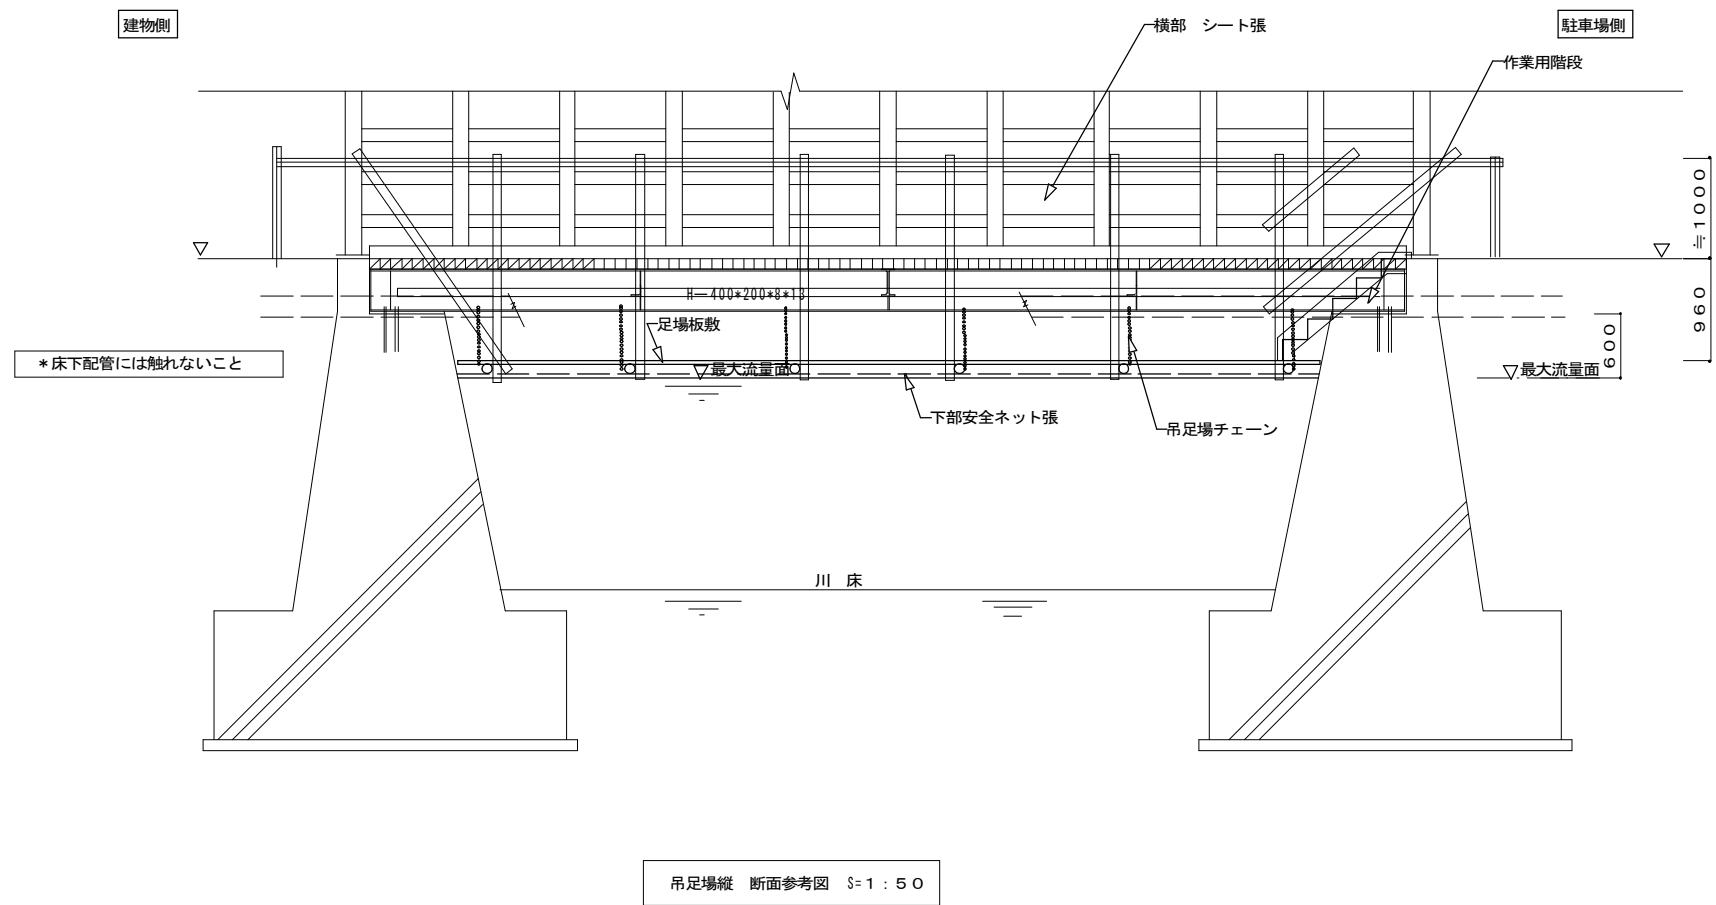 建物側
横部　シート張
駐車場側
作業用階段
≒1000
H-400*200*8*13
足場板敷
960
600
＊床下配管には触れないこと
最大流量面
最大流量面
下部安全ネット張
吊足場チェーン
川　床
吊足場縦　断面参考図　S=1：50